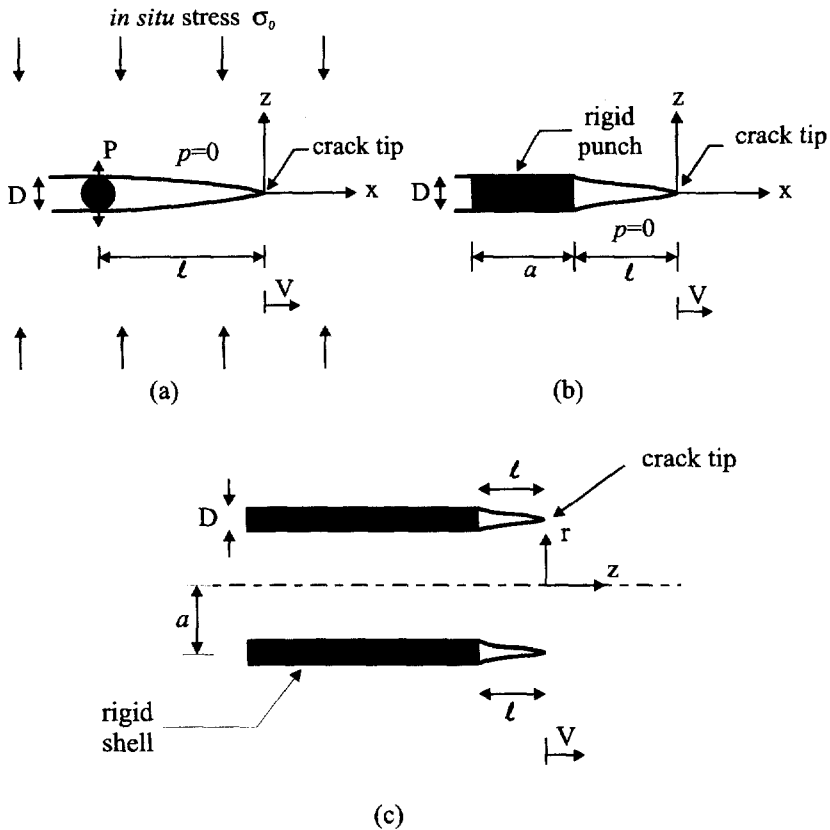 in situ stress σ₀
z
P
p=0
crack tip
D
x
ℓ
V
(a)
z
rigid
punch
crack tip
D
x
p=0
a
ℓ
V
(b)
crack tip
ℓ
D
r
z
a
ℓ
rigid
shell
V
(c)